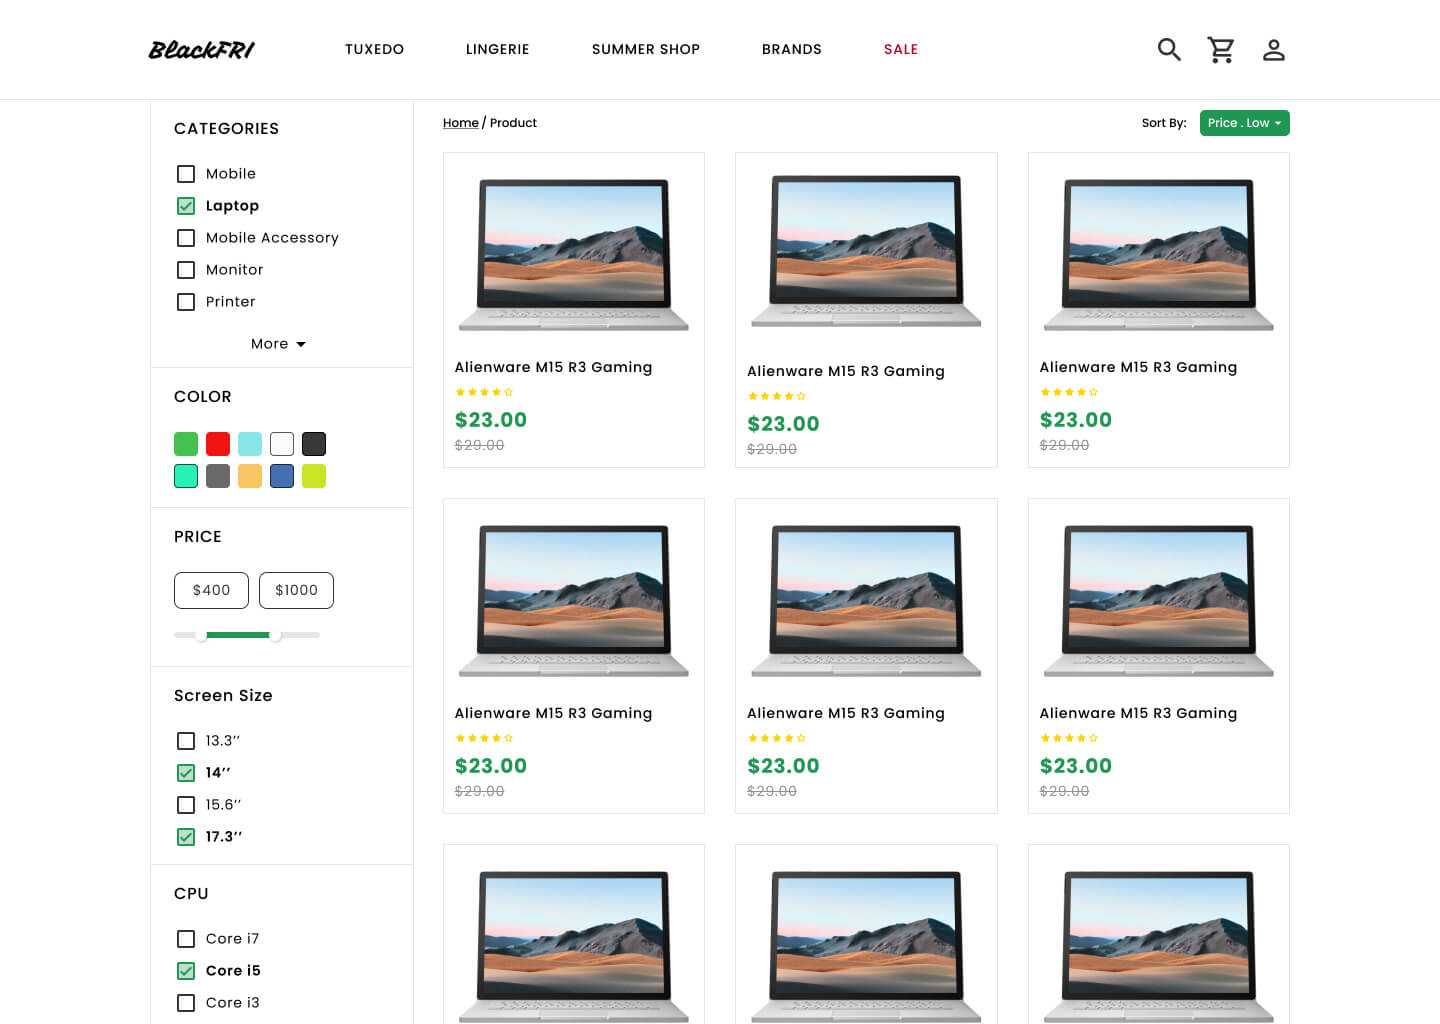 BlackFRI
TUXEDO
LINGERIE
SUMMER SHOP
BRANDS
SALE
CATEGORIES
Mobile
Laptop
Mobile Accessory
Monitor
Printer
More
COLOR
PRICE
$400
$1000
Screen Size
13.3’’
14’’
15.6’’
17.3’’
CPU
Core i7
Core i5
Core i3
Home / Product
Sort By:
Price . Low
Alienware M15 R3 Gaming
$23.00
$29.00
Alienware M15 R3 Gaming
$23.00
$29.00
Alienware M15 R3 Gaming
$23.00
$29.00
Alienware M15 R3 Gaming
$23.00
$29.00
Alienware M15 R3 Gaming
$23.00
$29.00
Alienware M15 R3 Gaming
$23.00
$29.00